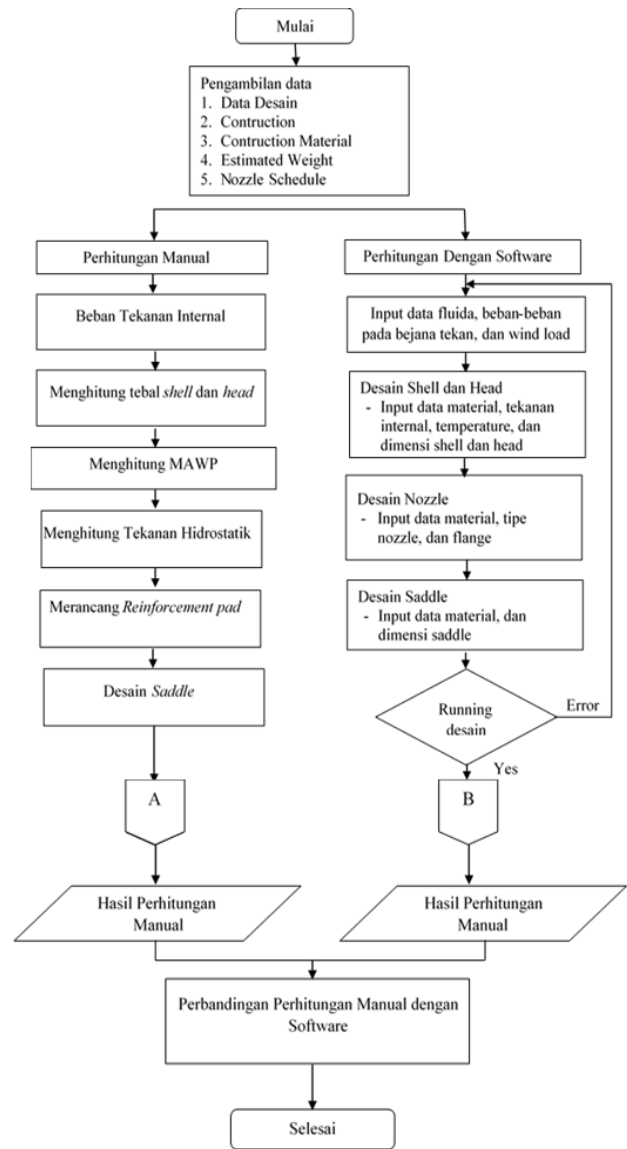 Mulai
Pengambilan data
1. Data Desain
2. Contruction
3. Contruction Material
4. Estimated Weight
5. Nozzle Schedule
Perhitungan Manual
Beban Tekanan Internal
Menghitung tebal shell dan head
Menghitung MAWP
Menghitung Tekanan Hidrostatik
Merancang Reinforcement pad
Desain Saddle
A
Hasil Perhitungan
Manual
Perhitungan Dengan Software
Input data fluida, beban-beban
pada bejana tekan, dan wind load
Desain Shell dan Head
- Input data material, tekanan
internal, temperature, dan
dimensi shell dan head
Desain Nozzle
- Input data material, tipe
nozzle, dan flange
Desain Saddle
- Input data material, dan
dimensi saddle
Running
desain
Error
Yes
B
Hasil Perhitungan
Manual
Perbandingan Perhitungan Manual dengan
Software
Selesai